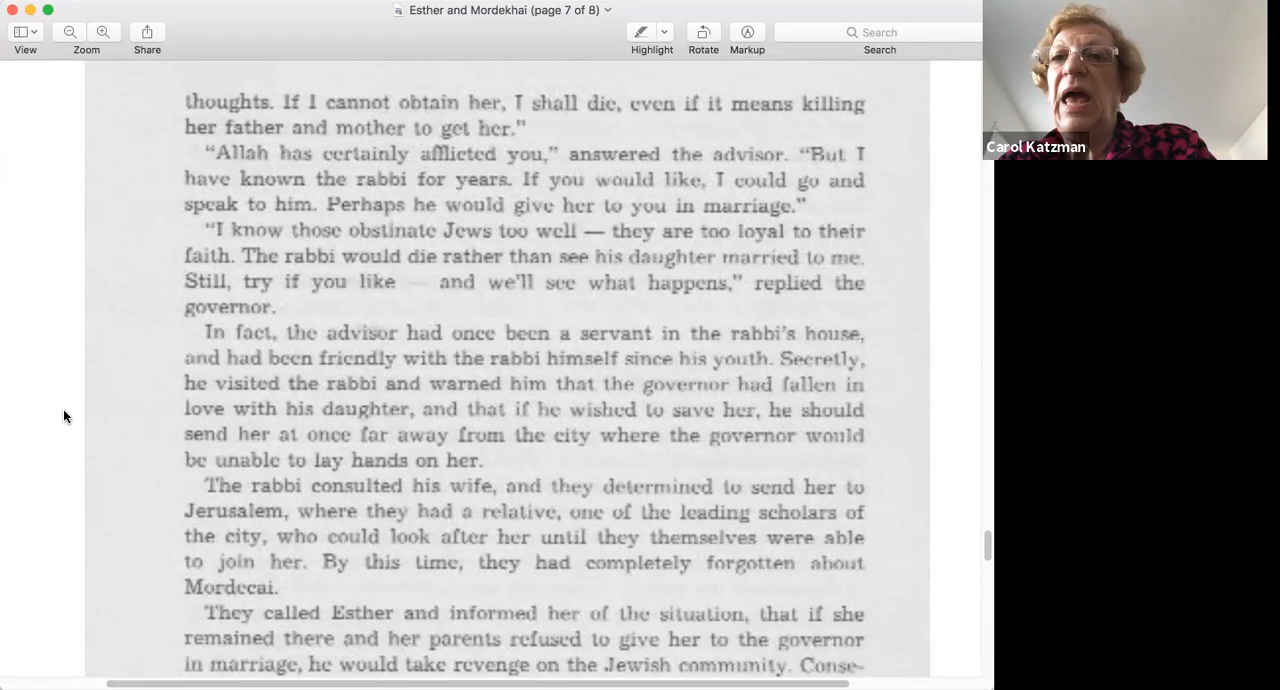 Esther and Mordekhai (page 7 of 8)
View
Zoom
Share
Highlight
Rotate
Markup
Search
Search
Carol Katzman
thoughts. If I cannot obtain her, I shall die, even if it means killing
her father and mother to get her."
"Allah has certainly afflicted you," answered the advisor. "But I
have known the rabbi for years. If you would like, I could go and
speak to him. Perhaps he would give her to you in marriage."
"I know those obstinate Jews too well — they are too loyal to their
faith. The rabbi would die rather than see his daughter married to me.
Still, try if you like — and we'll see what happens," replied the
governor.
In fact, the advisor had once been a servant in the rabbi's house,
and had been friendly with the rabbi himself since his youth. Secretly,
he visited the rabbi and warned him that the governor had fallen in
love with his daughter, and that if he wished to save her, he should
send her at once far away from the city where the governor would
be unable to lay hands on her.
The rabbi consulted his wife, and they determined to send her to
Jerusalem, where they had a relative, one of the leading scholars of
the city, who could look after her until they themselves were able
to join her. By this time, they had completely forgotten about
Mordecai.
They called Esther and informed her of the situation, that if she
remained there and her parents refused to give her to the governor
in marriage, he would take revenge on the Jewish community. Conse-